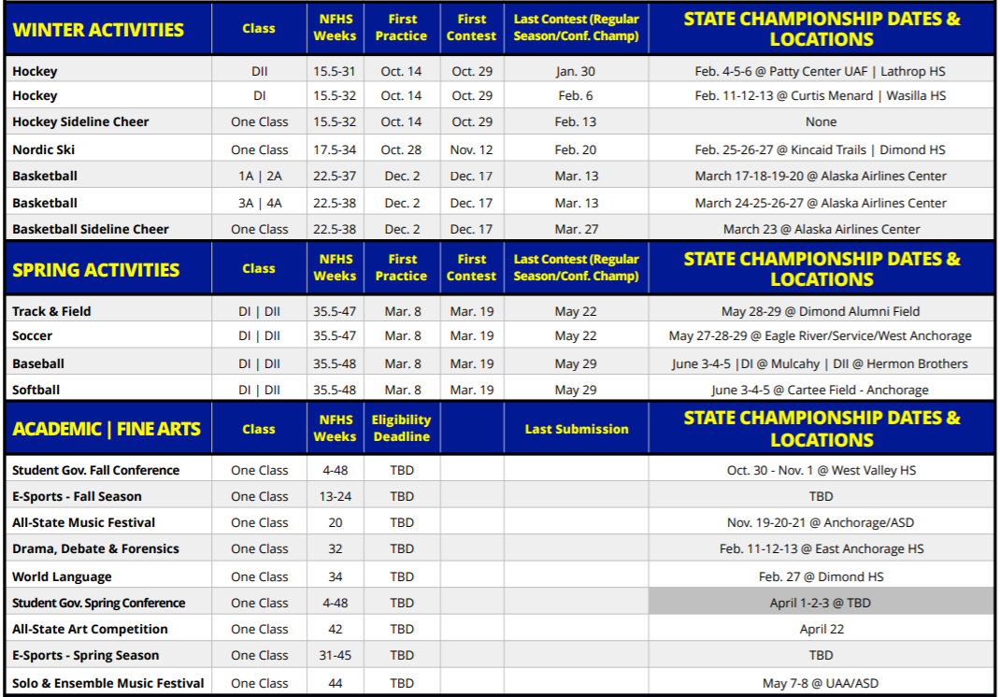 WINTER ACTIVITIES Class NFHS Weeks First Practice First Contest Last Contest (Regular Season/Conf. Champ) STATE CHAMPIONSHIP DATES & LOCATIONS
Hockey DII 15.5-31 Oct. 14 Oct. 29 Jan. 30 Feb. 4-5-6 @ Patty Center UAF | Lathrop HS
Hockey DI 15.5-32 Oct. 14 Oct. 29 Feb. 6 Feb. 11-12-13 @ Curtis Menard | Wasilla HS
Hockey Sideline Cheer One Class 15.5-32 Oct. 14 Oct. 29 Feb. 13 None
Nordic Ski One Class 17.5-34 Oct. 28 Nov. 12 Feb. 20 Feb. 25-26-27 @ Kincaid Trails | Dimond HS
Basketball 1A | 2A 22.5-37 Dec. 2 Dec. 17 Mar. 13 March 17-18-19-20 @ Alaska Airlines Center
Basketball 3A | 4A 22.5-38 Dec. 2 Dec. 17 Mar. 13 March 24-25-26-27 @ Alaska Airlines Center
Basketball Sideline Cheer One Class 22.5-38 Dec. 2 Dec. 17 Mar. 27 March 23 @ Alaska Airlines Center
SPRING ACTIVITIES Class NFHS Weeks First Practice First Contest Last Contest (Regular Season/Conf. Champ) STATE CHAMPIONSHIP DATES & LOCATIONS
Track & Field DI | DII 35.5-47 Mar. 8 Mar. 19 May 22 May 28-29 @ Dimond Alumni Field
Soccer DI | DII 35.5-47 Mar. 8 Mar. 19 May 22 May 27-28-29 @ Eagle River/Service/West Anchorage
Baseball DI | DII 35.5-48 Mar. 8 Mar. 19 May 29 June 3-4-5 |DI @ Mulcahy | DII @ Hermon Brothers
Softball DI | DII 35.5-48 Mar. 8 Mar. 19 May 29 June 3-4-5 @ Cartee Field - Anchorage
ACADEMIC | FINE ARTS Class NFHS Weeks Eligibility Deadline Last Submission STATE CHAMPIONSHIP DATES & LOCATIONS
Student Gov. Fall Conference One Class 4-48 TBD Oct. 30 - Nov. 1 @ West Valley HS
E-Sports - Fall Season One Class 13-24 TBD TBD
All-State Music Festival One Class 20 TBD Nov. 19-20-21 @ Anchorage/ASD
Drama, Debate & Forensics One Class 32 TBD Feb. 11-12-13 @ East Anchorage HS
World Language One Class 34 TBD Feb. 27 @ Dimond HS
Student Gov. Spring Conference One Class 4-48 TBD April 1-2-3 @ TBD
All-State Art Competition One Class 42 TBD April 22
E-Sports - Spring Season One Class 31-45 TBD TBD
Solo & Ensemble Music Festival One Class 44 TBD May 7-8 @ UAA/ASD